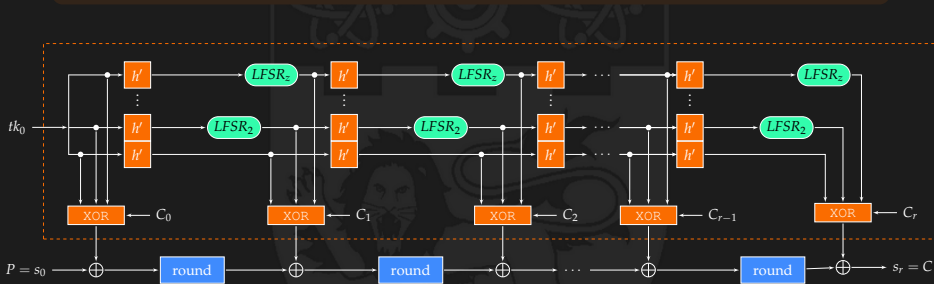 h′ LFSR_z h′ LFSR_z h′ ⋯ h′ LFSR_z
⋮ ⋮ ⋮ ⋮
tk_0 h′ LFSR_2 h′ LFSR_2 h′ ⋯ h′ LFSR_2
h′ h′ h′ ⋯ h′
XOR C_0 XOR C_1 XOR C_2 XOR C_{r−1} XOR C_r
P = s_0 round round ⋯ round s_r = C